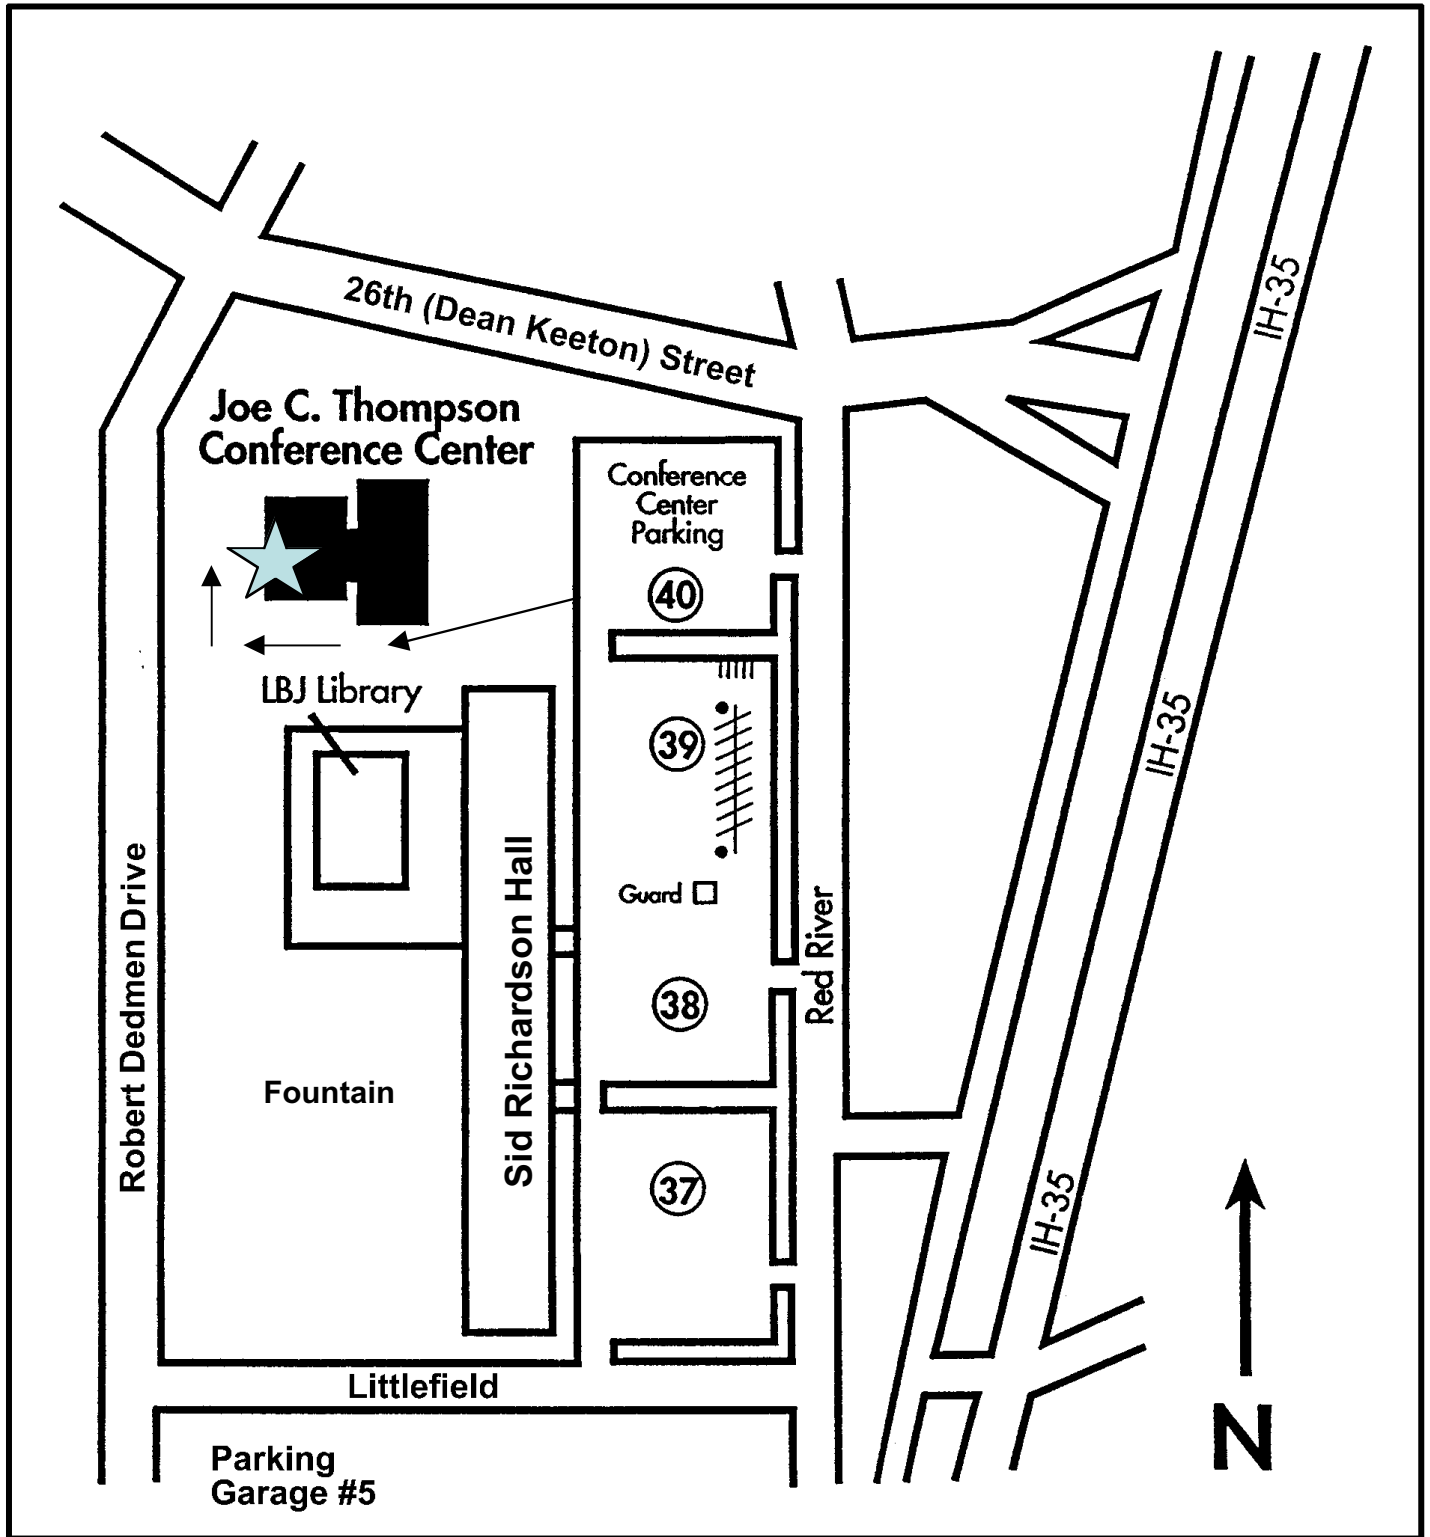 26th (Dean Keeton) Street
IH-35
Joe C. Thompson
Conference Center
Conference
Center
Parking
40
LBJ Library
39
IH-35
Guard
Robert Dedmen Drive
Sid Richardson Hall
Red River
38
Fountain
37
IH-35
Littlefield
N
Parking
Garage #5